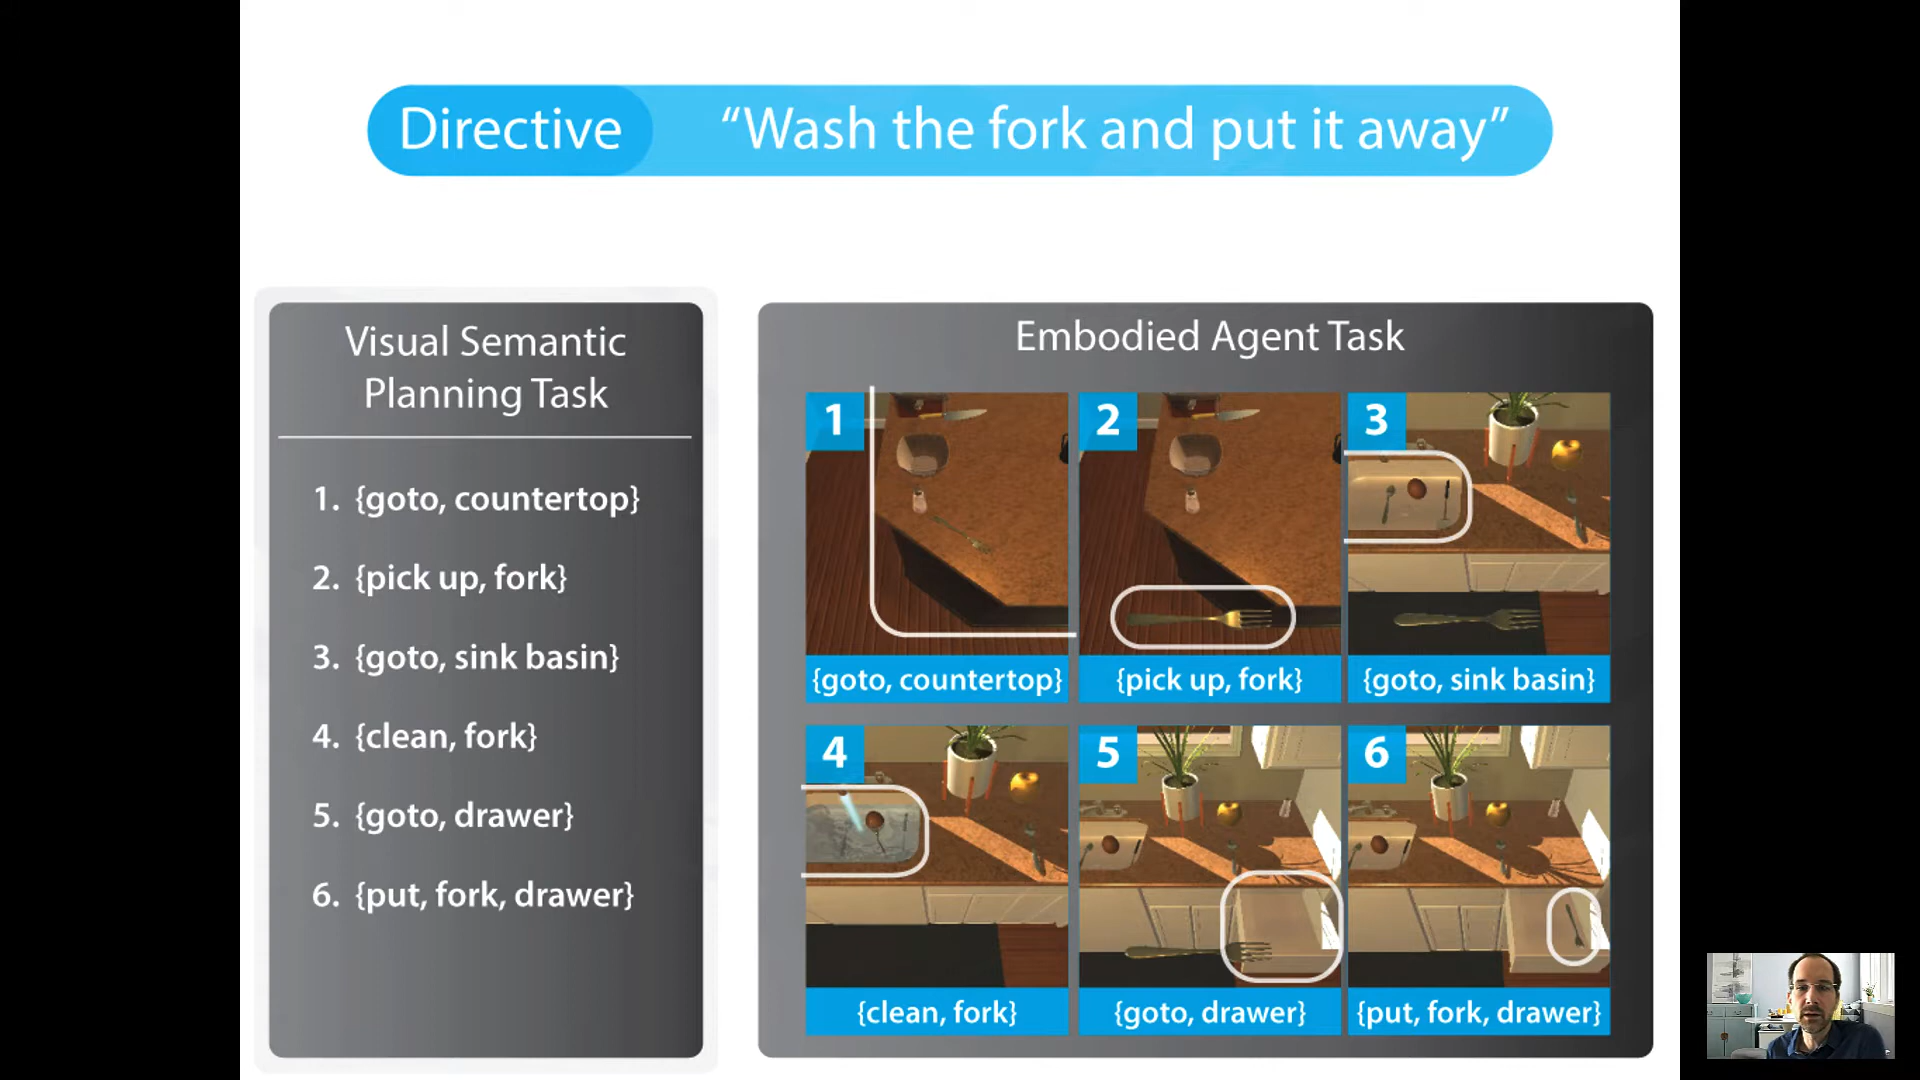 Directive
“Wash the fork and put it away”
Visual Semantic
Planning Task
1. {goto, countertop}
2. {pick up, fork}
3. {goto, sink basin}
4. {clean, fork}
5. {goto, drawer}
6. {put, fork, drawer}
Embodied Agent Task
1
2
3
{goto, countertop}
{pick up, fork}
{goto, sink basin}
4
5
6
{clean, fork}
{goto, drawer}
{put, fork, drawer}